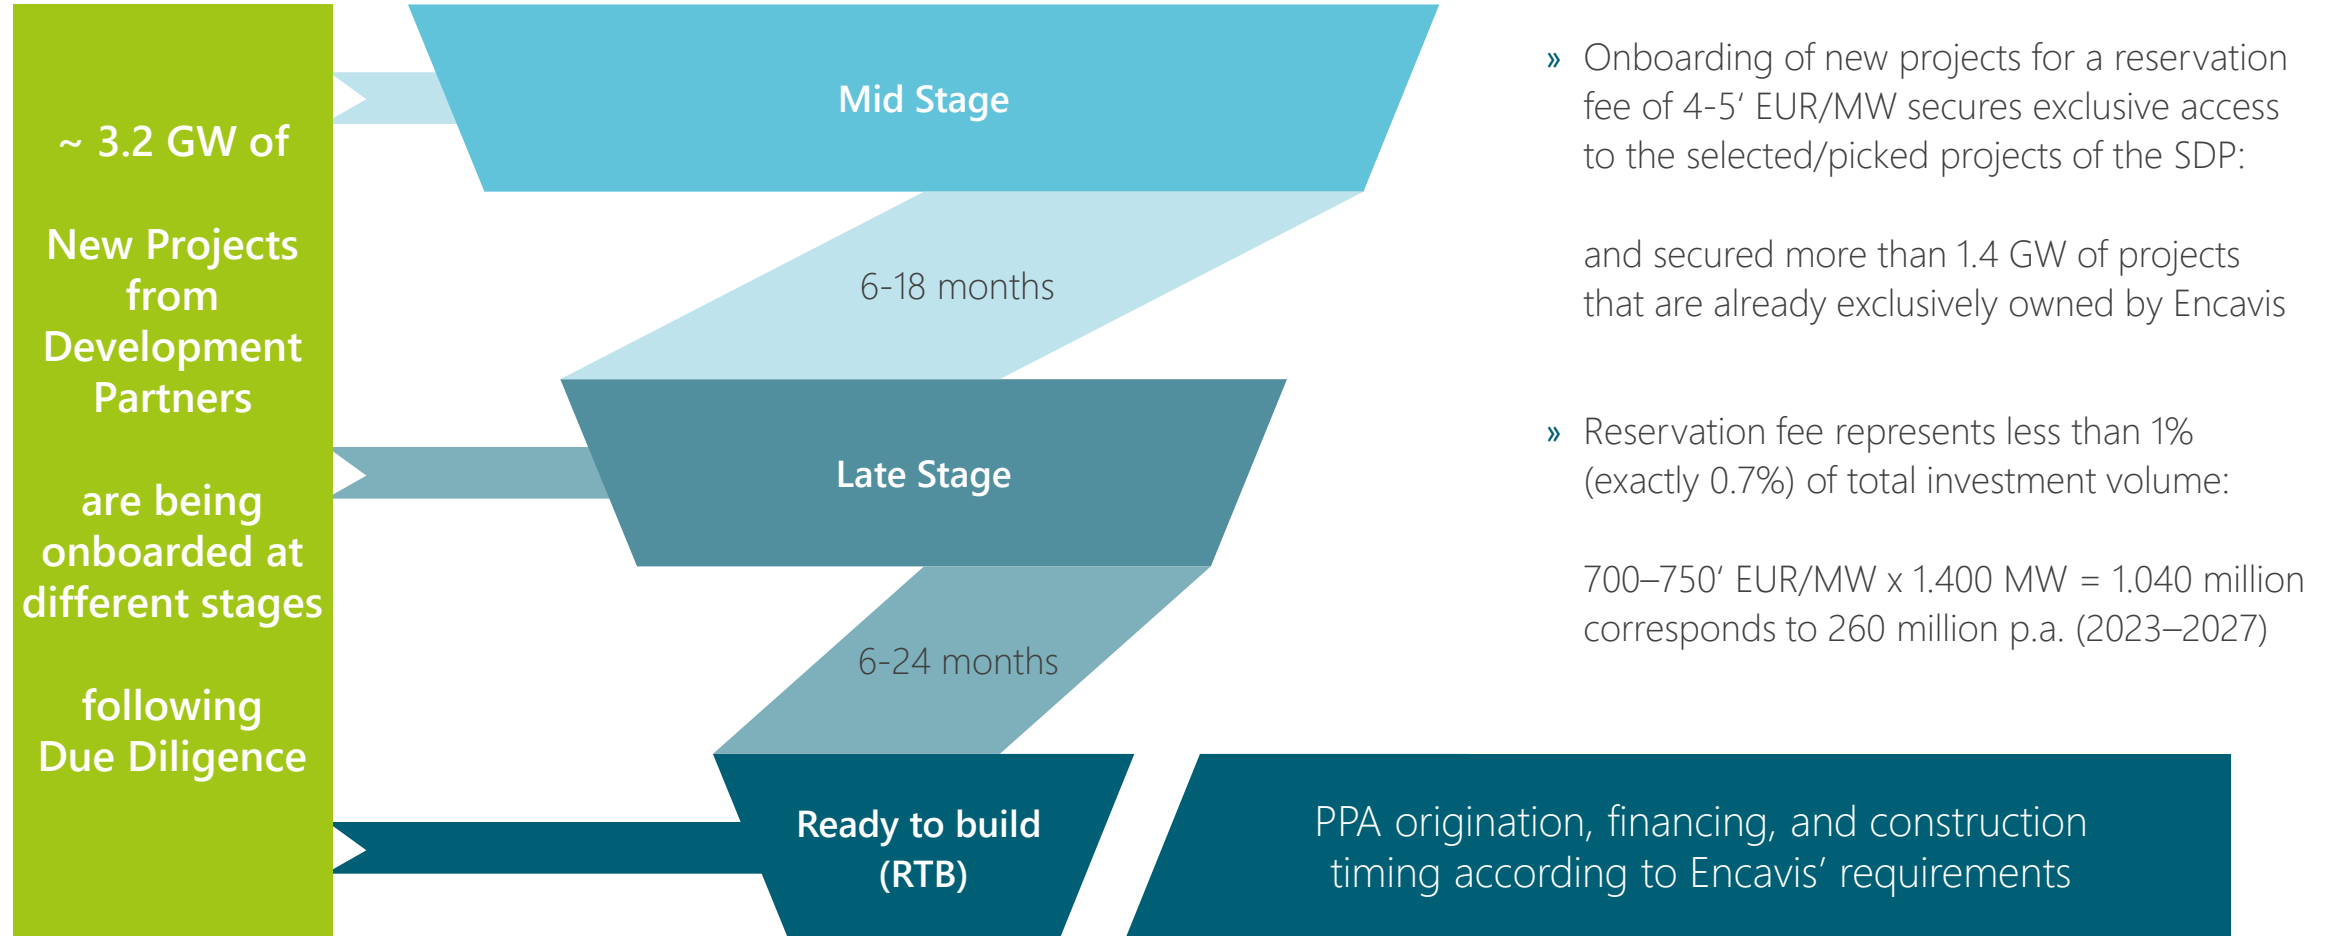 ~ 3.2 GW of
New Projects
from
Development
Partners
are being
onboarded at
different stages
following
Due Diligence
Mid Stage
6-18 months
Late Stage
6-24 months
Ready to build
(RTB)
» Onboarding of new projects for a reservation
fee of 4-5‘ EUR/MW secures exclusive access
to the selected/picked projects of the SDP:
and secured more than 1.4 GW of projects
that are already exclusively owned by Encavis
» Reservation fee represents less than 1%
(exactly 0.7%) of total investment volume:
700–750‘ EUR/MW x 1.400 MW = 1.040 million
corresponds to 260 million p.a. (2023–2027)
PPA origination, financing, and construction
timing according to Encavis’ requirements